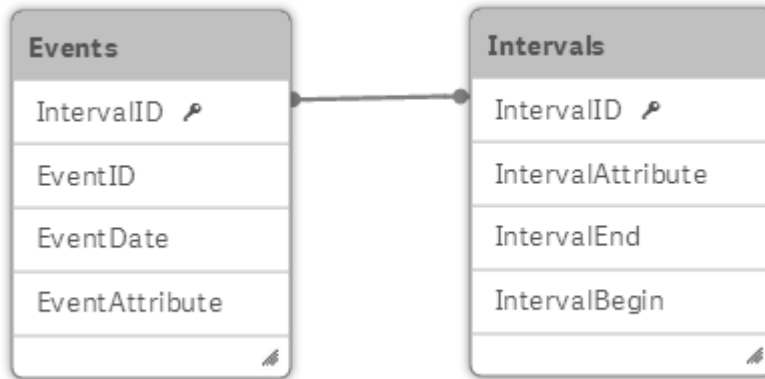 Events
IntervalID
EventID
EventDate
EventAttribute
Intervals
IntervalID
IntervalAttribute
IntervalEnd
IntervalBegin